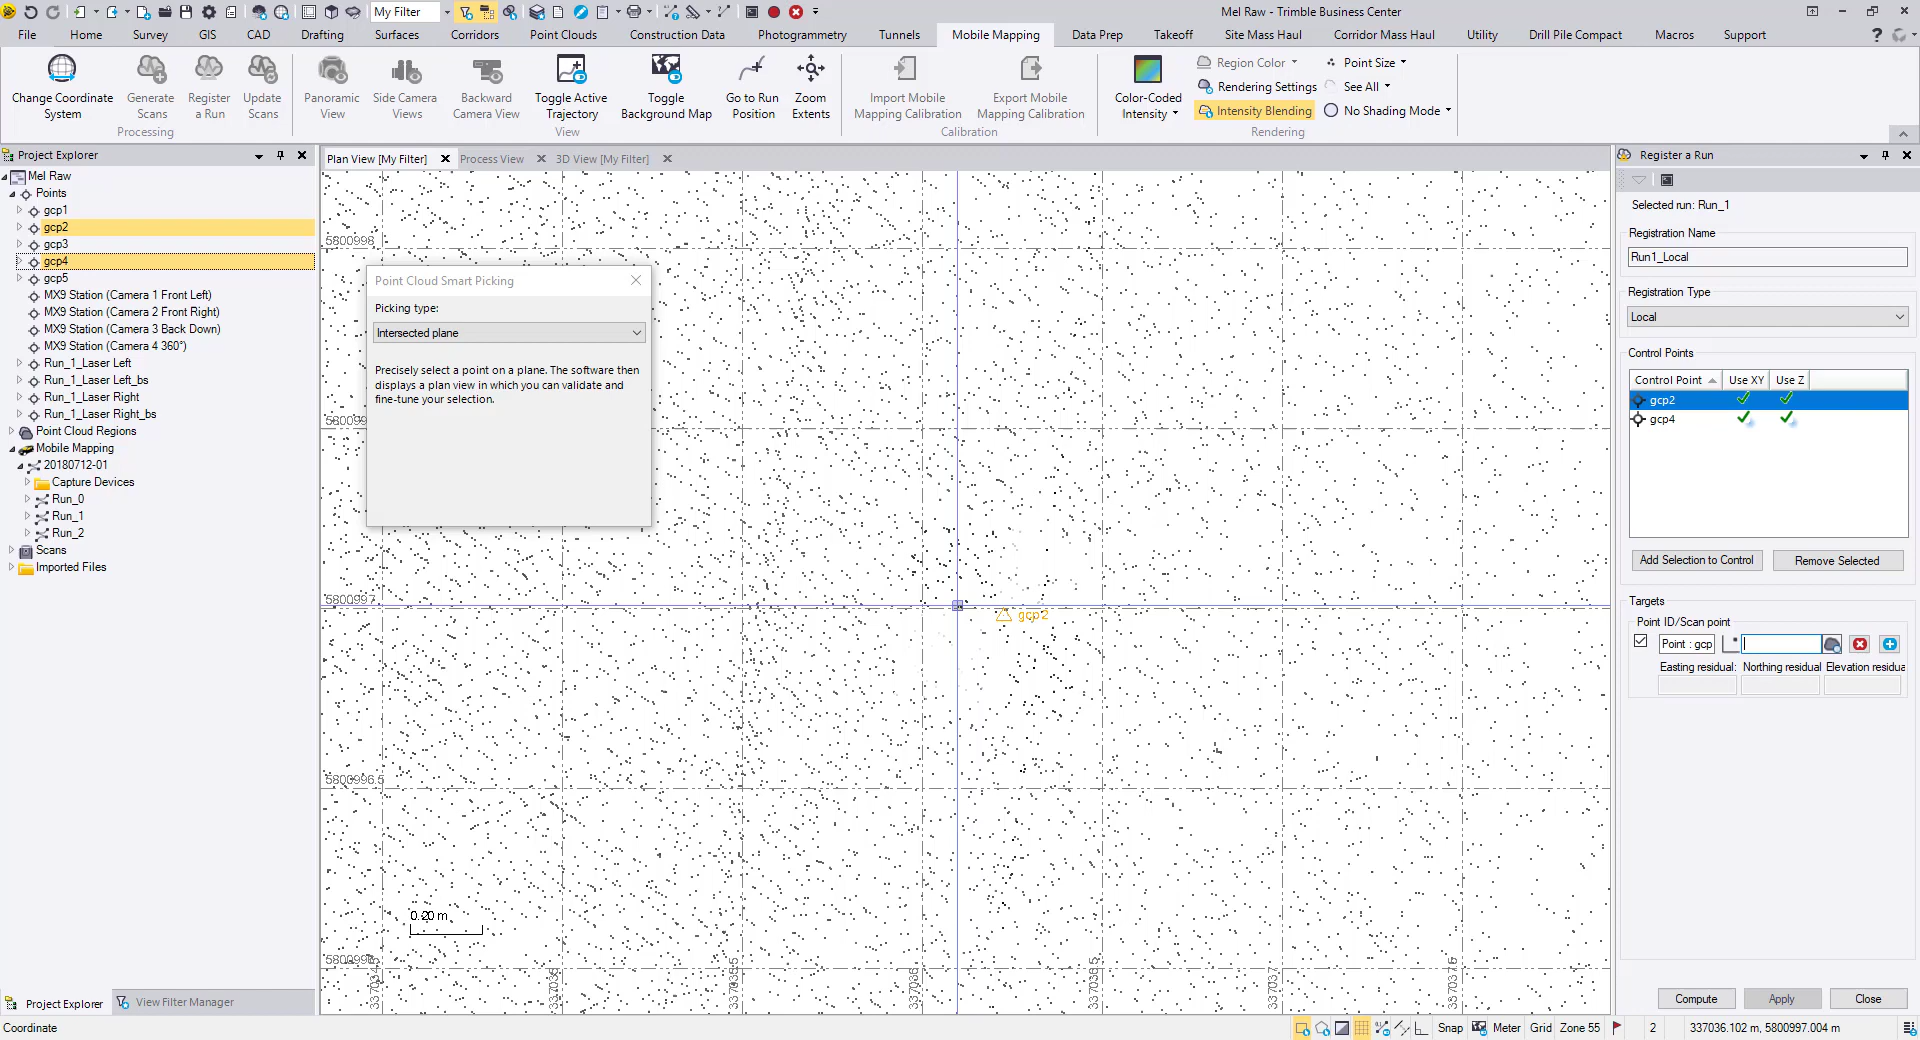 My Filter
Mel Raw - Trimble Business Center
File Home Survey GIS CAD Drafting Surfaces Corridors Point Clouds Construction Data Photogrammetry Tunnels Mobile Mapping Data Prep Takeoff Site Mass Haul Corridor Mass Haul Utility Drill Pile Compact Macros Support
Change Coordinate System
Generate Scans
Register a Run
Update Scans
Processing
Panoramic View
Side Camera Views
Backward Camera View
Toggle Active Trajectory
Toggle Background Map
Go to Run Position
Zoom Extents
View
Import Mobile Mapping Calibration
Export Mobile Mapping Calibration
Calibration
Color-Coded Intensity
Region Color
Rendering Settings
Intensity Blending
Point Size
See All
No Shading Mode
Rendering
Project Explorer
Mel Raw
Points
gcp1
gcp2
gcp3
gcp4
gcp5
MX9 Station (Camera 1 Front Left)
MX9 Station (Camera 2 Front Right)
MX9 Station (Camera 3 Back Down)
MX9 Station (Camera 4 360°)
Run_1_Laser Left
Run_1_Laser Left_bs
Run_1_Laser Right
Run_1_Laser Right_bs
Point Cloud Regions
Mobile Mapping
20180712-01
Capture Devices
Run_0
Run_1
Run_2
Scans
Imported Files
Project Explorer
View Filter Manager
Plan View [My Filter]
Process View
3D View [My Filter]
5800998
Point Cloud Smart Picking
Picking type:
Intersected plane
Precisely select a point on a plane. The software then
displays a plan view in which you can validate and
fine-tune your selection.
5800997
gcp2
5800996.5
0.20 m
5800996
337034.5
337035
337035.5
337036
337036.5
337037
337037.5
Register a Run
Selected run: Run_1
Registration Name
Run1_Local
Registration Type
Local
Control Points
Control Point Use XY Use Z
gcp2
gcp4
Add Selection to Control
Remove Selected
Targets
Point ID/Scan point
Point : gcp
Easting residual: Northing residual Elevation residua
Compute
Apply
Close
Coordinate
Snap
Meter
Grid
Zone 55
2
337036.102 m, 5800997.004 m